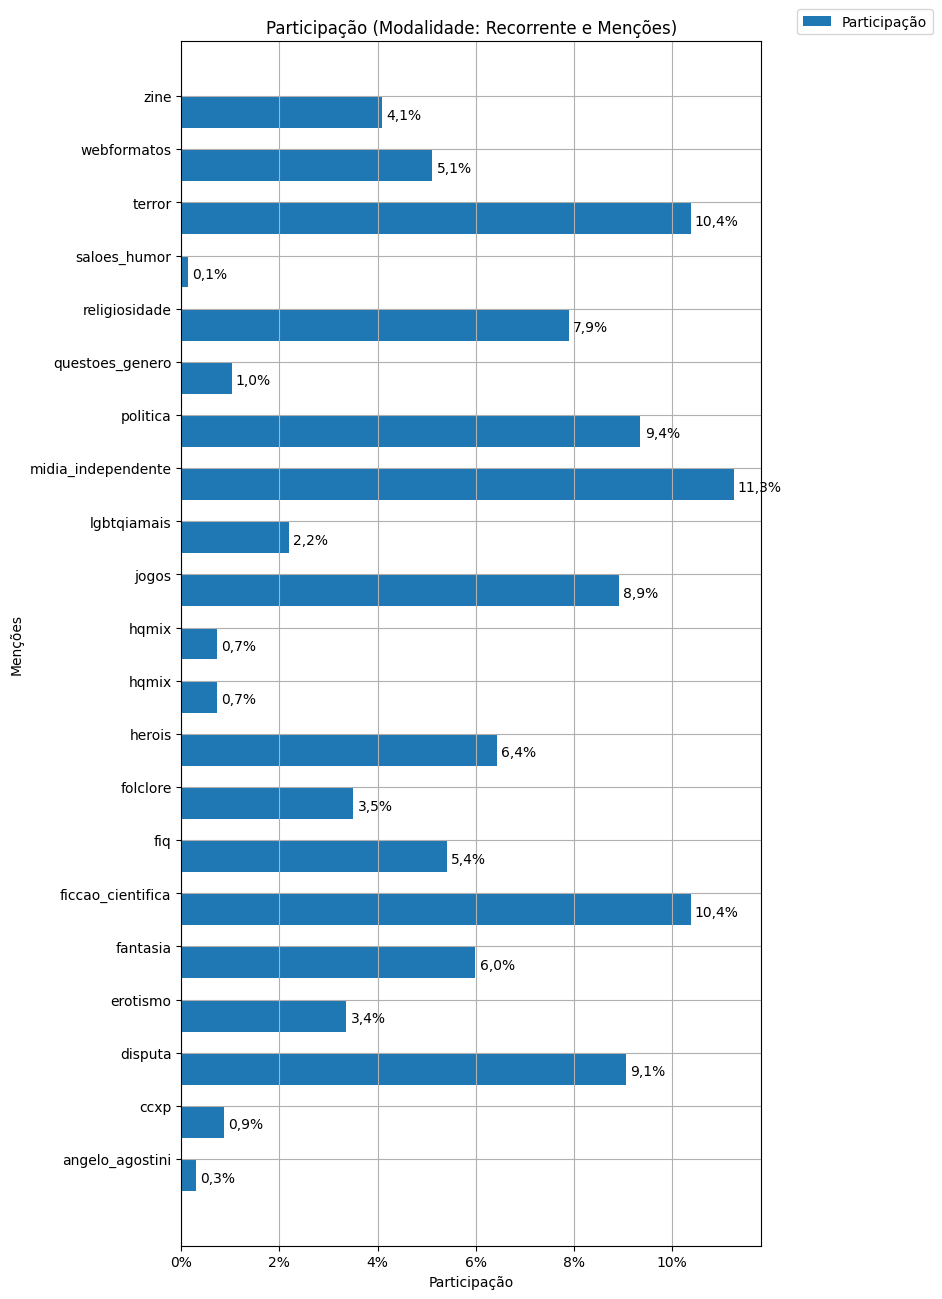 Participação (Modalidade: Recorrente e Menções)
Participação
zine
4,1%
webformatos
5,1%
terror
10,4%
saloes_humor
0,1%
religiosidade
7,9%
questoes_genero
1,0%
politica
9,4%
midia_independente
11,3%
lgbtqiamais
2,2%
jogos
8,9%
hqmix
0,7%
hqmix
0,7%
herois
6,4%
folclore
3,5%
fiq
5,4%
ficcao_cientifica
10,4%
fantasia
6,0%
erotismo
3,4%
disputa
9,1%
ccxp
0,9%
angelo_agostini
0,3%
Menções
0% 2% 4% 6% 8% 10%
Participação